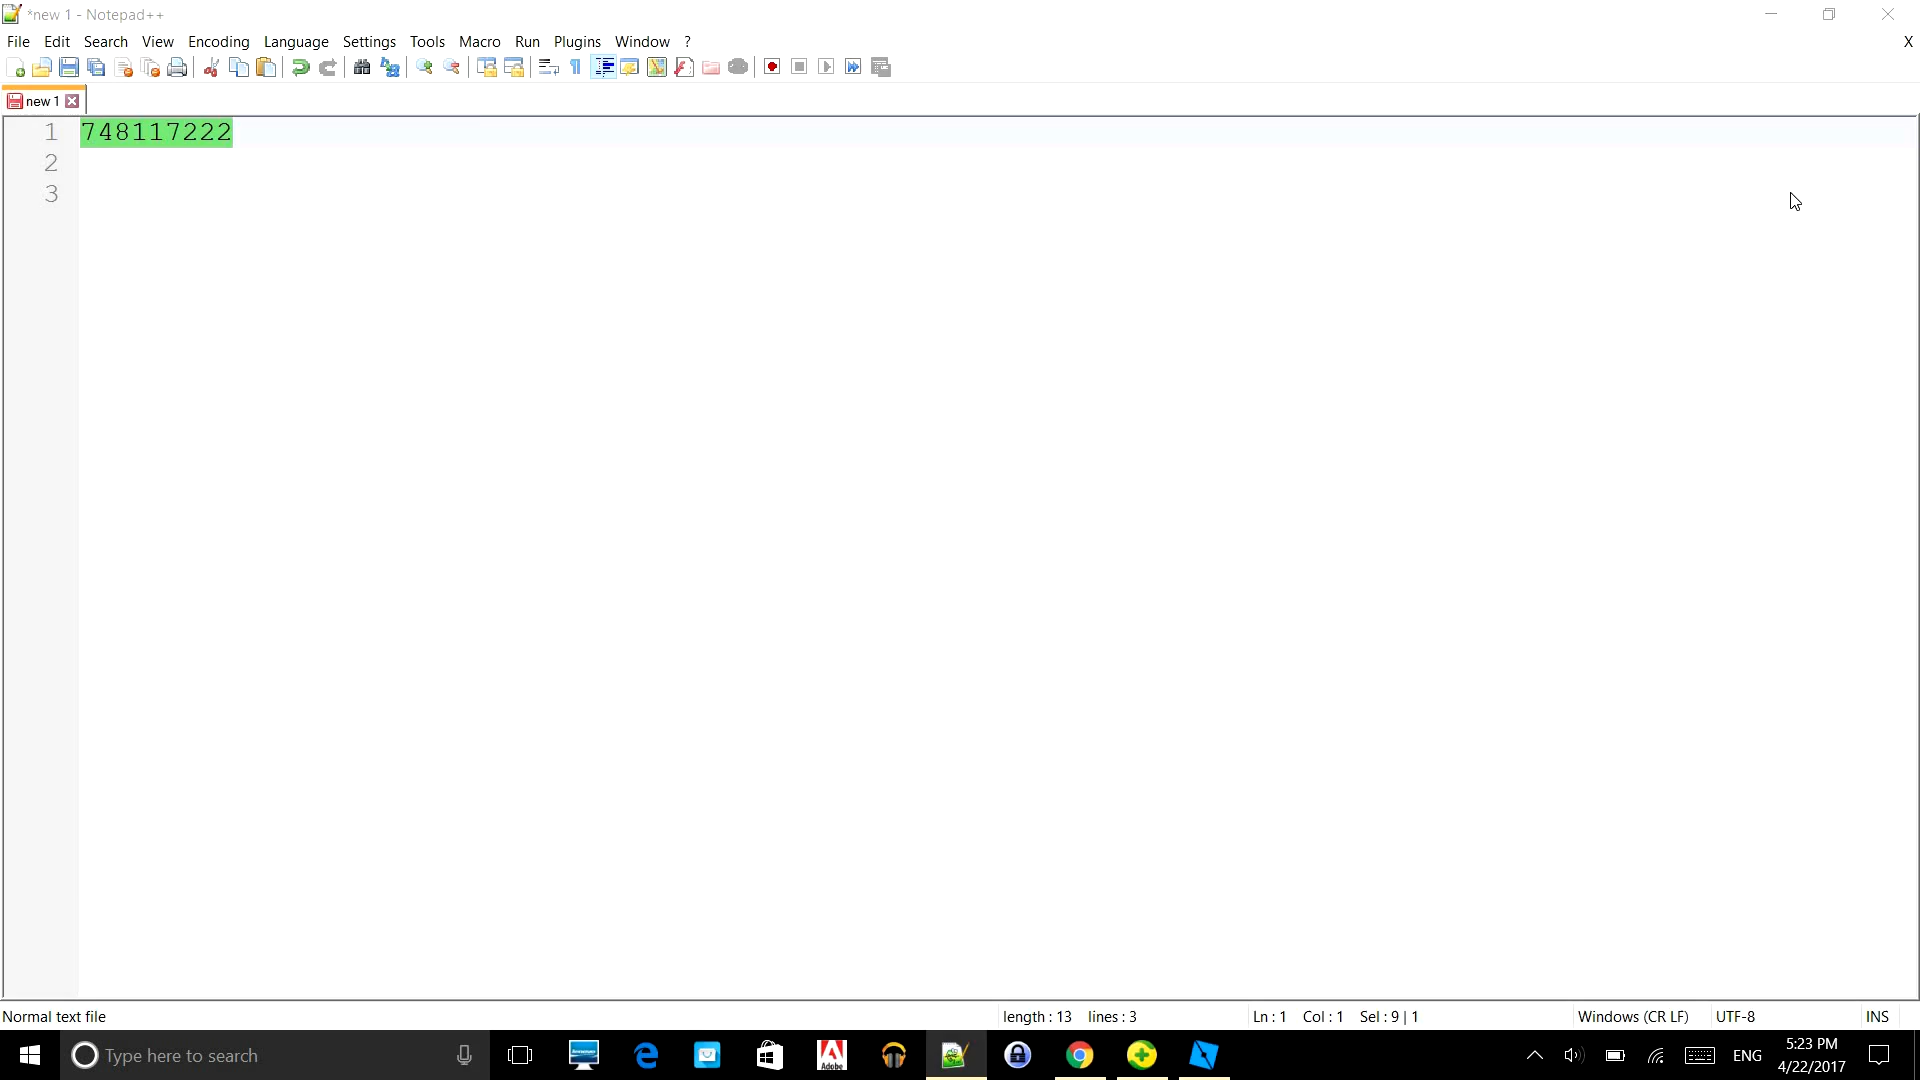 *new 1 - Notepad++
File Edit Search View Encoding Language Settings Tools Macro Run Plugins Window ?
X
new 1
1 748117222
2
3
Normal text file length : 13 lines : 3 Ln : 1 Col : 1 Sel : 9 | 1 Windows (CR LF) UTF-8 INS
Type here to search
Adobe
ENG
5:23 PM
4/22/2017